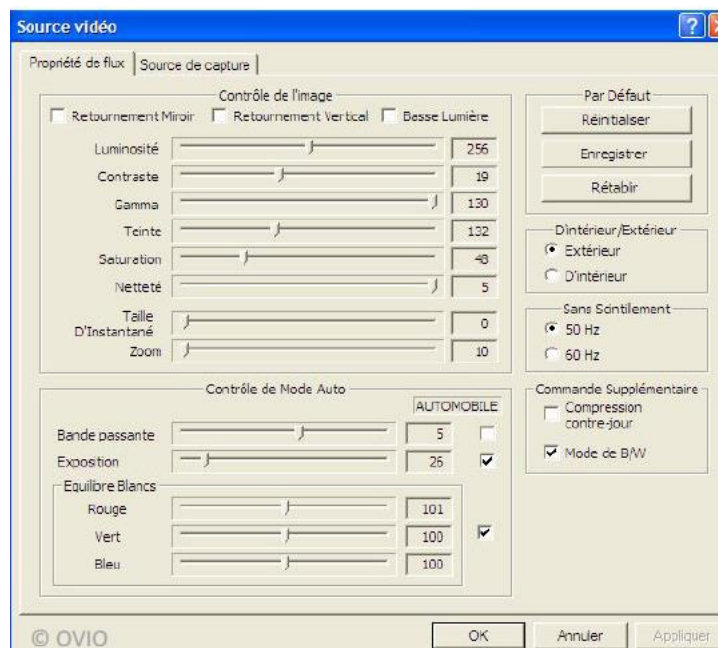 Source vidéo
Propriété de flux
Source de capture
Contrôle de l'image
Retournement Miroir
Retournement Vertical
Basse Lumière
Luminosité 256
Contraste 19
Gamma 130
Teinte 132
Saturation 48
Netteté 5
Taille
D'Instantané 0
Zoom 10
Contrôle de Mode Auto
AUTOMOBILE
Bande passante 5
Exposition 26
Equilibre Blancs
Rouge 101
Vert 100
Bleu 100
Par Défaut
Réinitialiser
Enregistrer
Rétabir
D'intérieur/Extérieur
Extérieur
D'intérieur
Sans Scintilement
50 Hz
60 Hz
Commande Supplémentaire
Compression
contre-jour
Mode de B/W
© OVIO
OK
Annuler
Appliquer